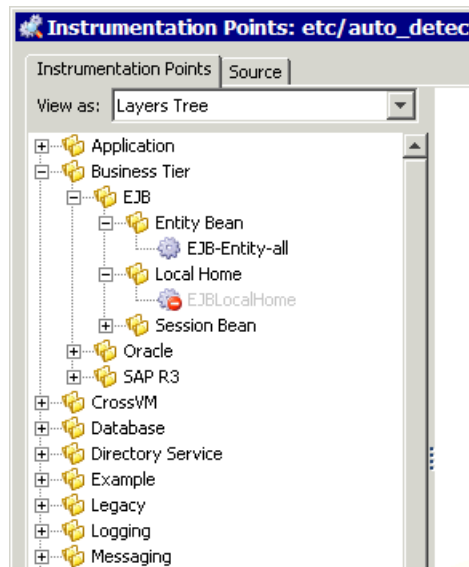 Instrumentation Points: etc/auto_detec
Instrumentation Points Source
View as: Layers Tree
Application
Business Tier
EJB
Entity Bean
EJB-Entity-all
Local Home
EJBLocalHome
Session Bean
Oracle
SAP R3
CrossVM
Database
Directory Service
Example
Legacy
Logging
Messaging